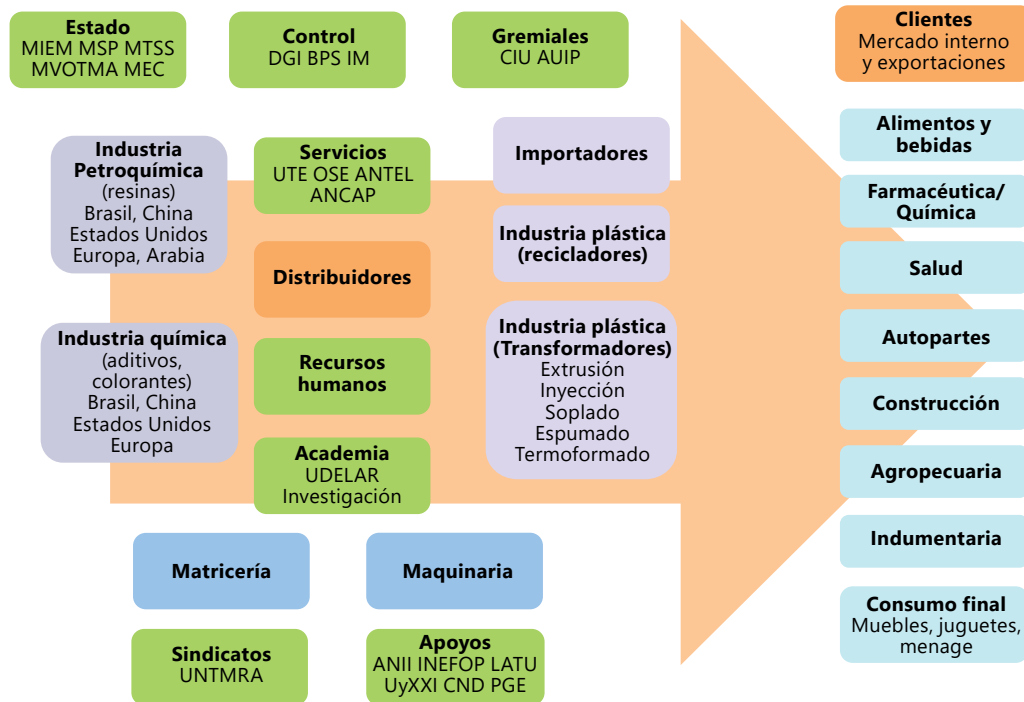 Estado
MIEM MSP MTSS
MVOTMA MEC
Control
DGI BPS IM
Gremiales
CIU AUIP
Clientes
Mercado interno
y exportaciones
Industria
Petroquímica
(resinas)
Brasil, China
Estados Unidos
Europa, Arabia
Industria química
(aditivos,
colorantes)
Brasil, China
Estados Unidos
Europa
Servicios
UTE OSE ANTEL
ANCAP
Distribuidores
Recursos
humanos
Academia
UDELAR
Investigación
Importadores
Industria plástica
(recicladores)
Industria plástica
(Transformadores)
Extrusión
Inyección
Soplado
Espumado
Termoformado
Alimentos y
bebidas
Farmacéutica/
Química
Salud
Autopartes
Construcción
Agropecuaria
Indumentaria
Consumo final
Muebles, juguetes,
menage
Matricería
Maquinaria
Sindicatos
UNTMRA
Apoyos
ANII INEFOP LATU
UyXXI CND PGE